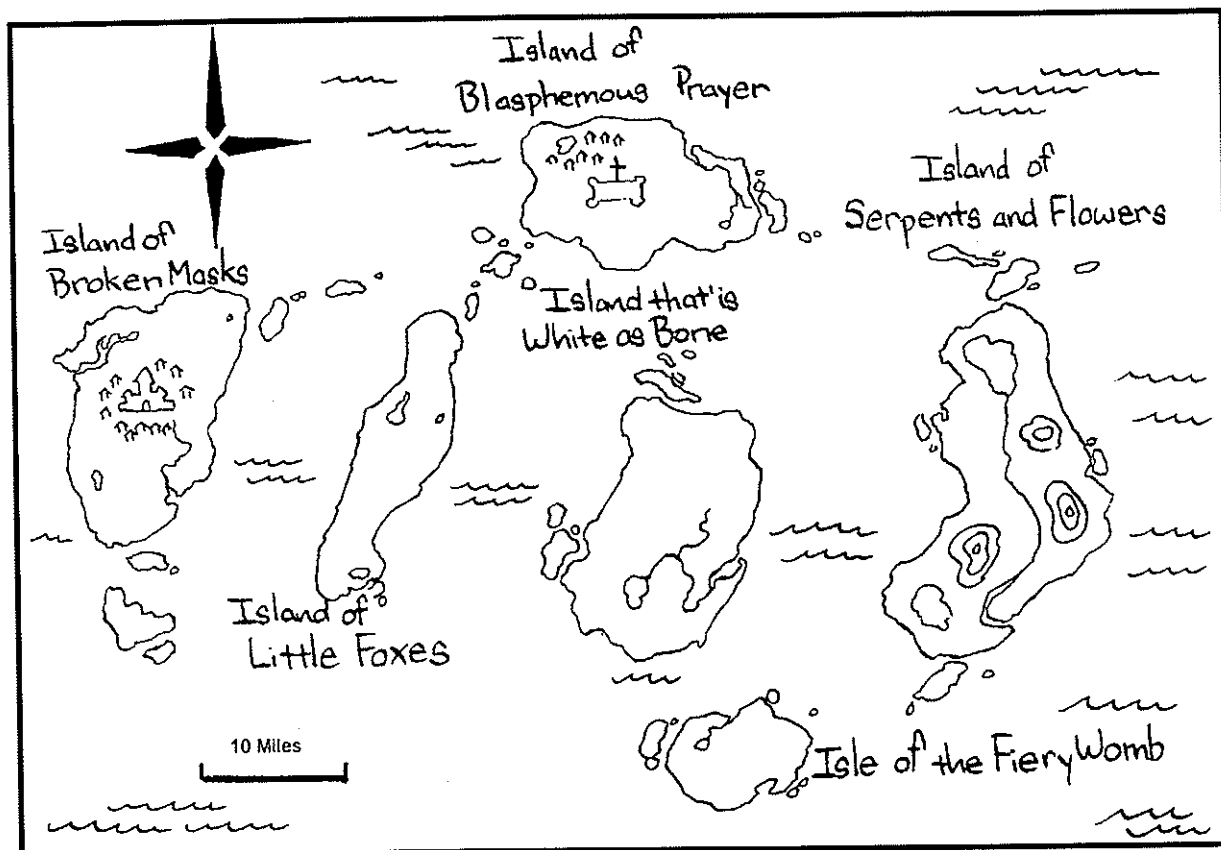 Island of
Blasphemous Prayer
Island of
Serpents and Flowers
Island of
Broken Masks
Island that is
White as Bone
Island of
Little Foxes
10 Miles
Isle of the Fiery Womb